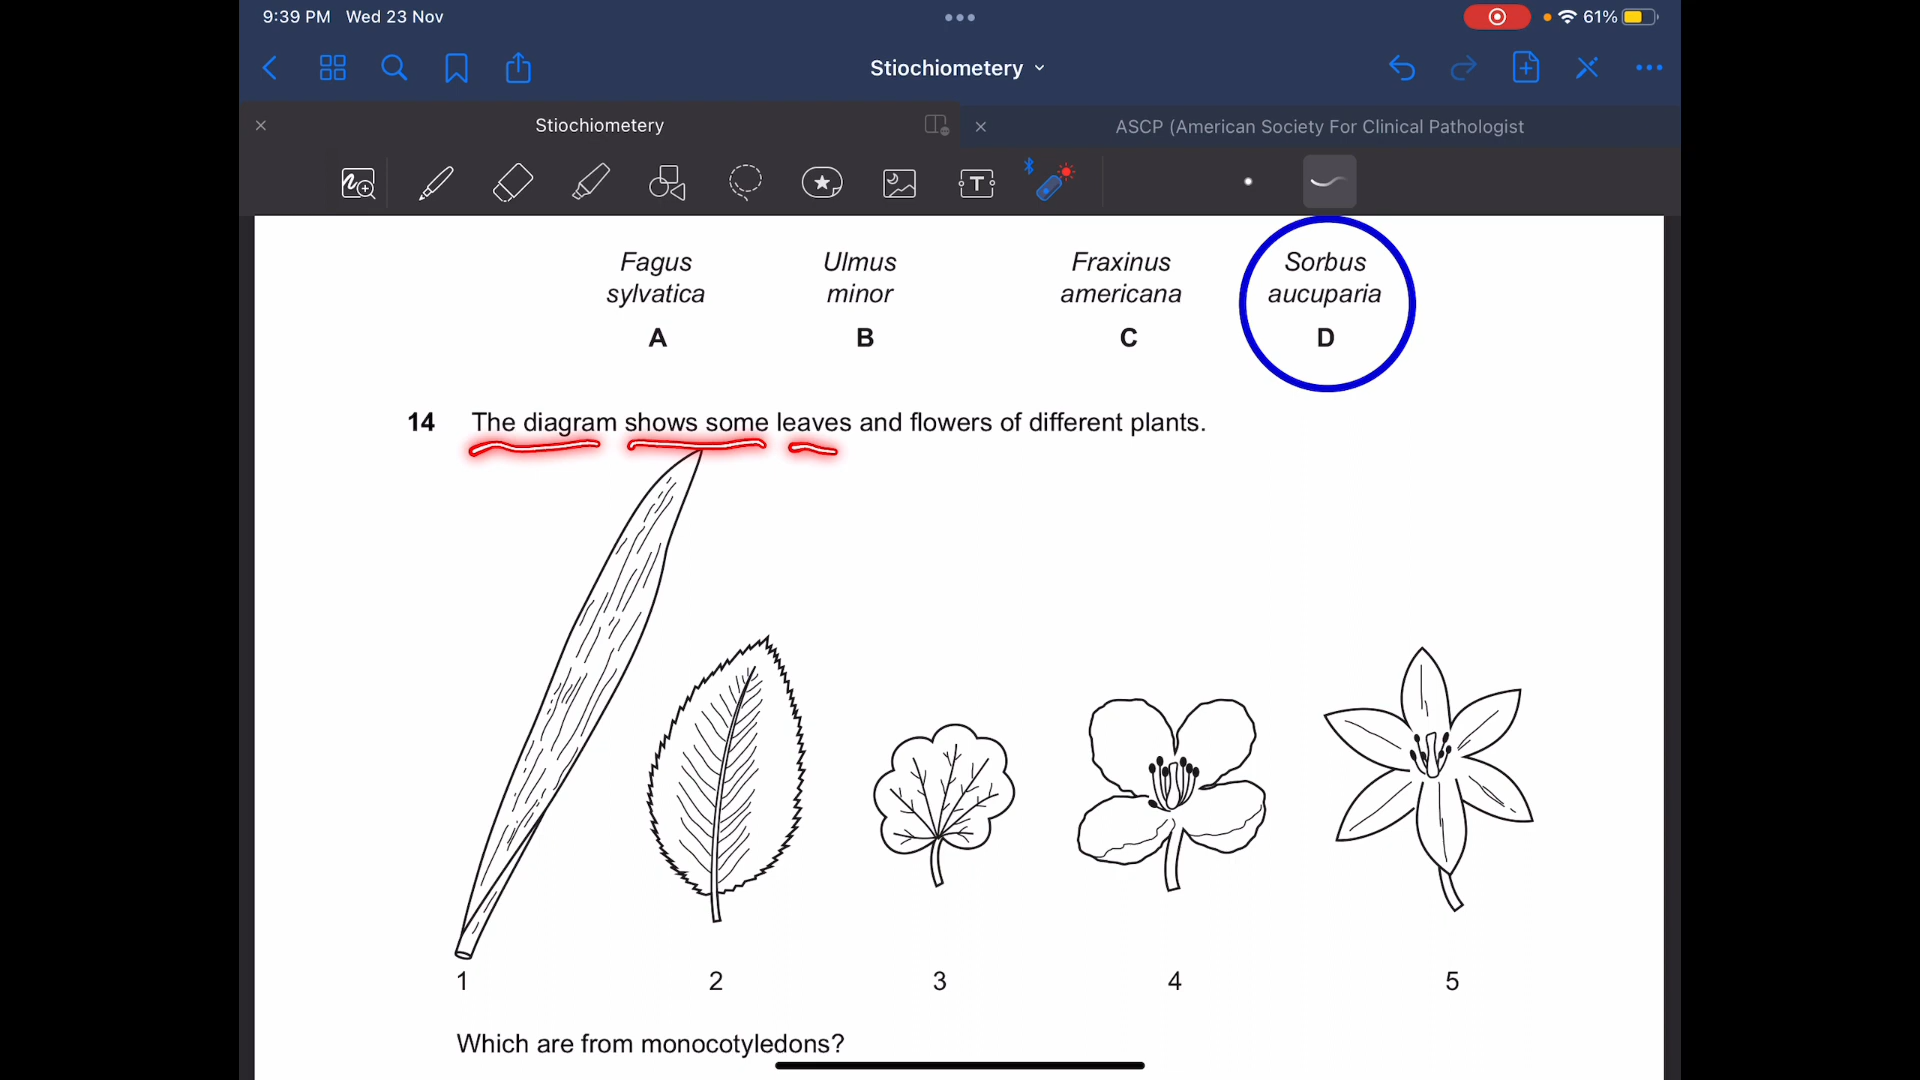 9:39 PM Wed 23 Nov
61%
Stiochiometery
Stiochiometery
ASCP (American Society For Clinical Pathologist
T
Fagus Ulmus Fraxinus Sorbus
sylvatica minor americana aucuparia
A B C D
14 The diagram shows some leaves and flowers of different plants.
1 2 3 4 5
Which are from monocotyledons?